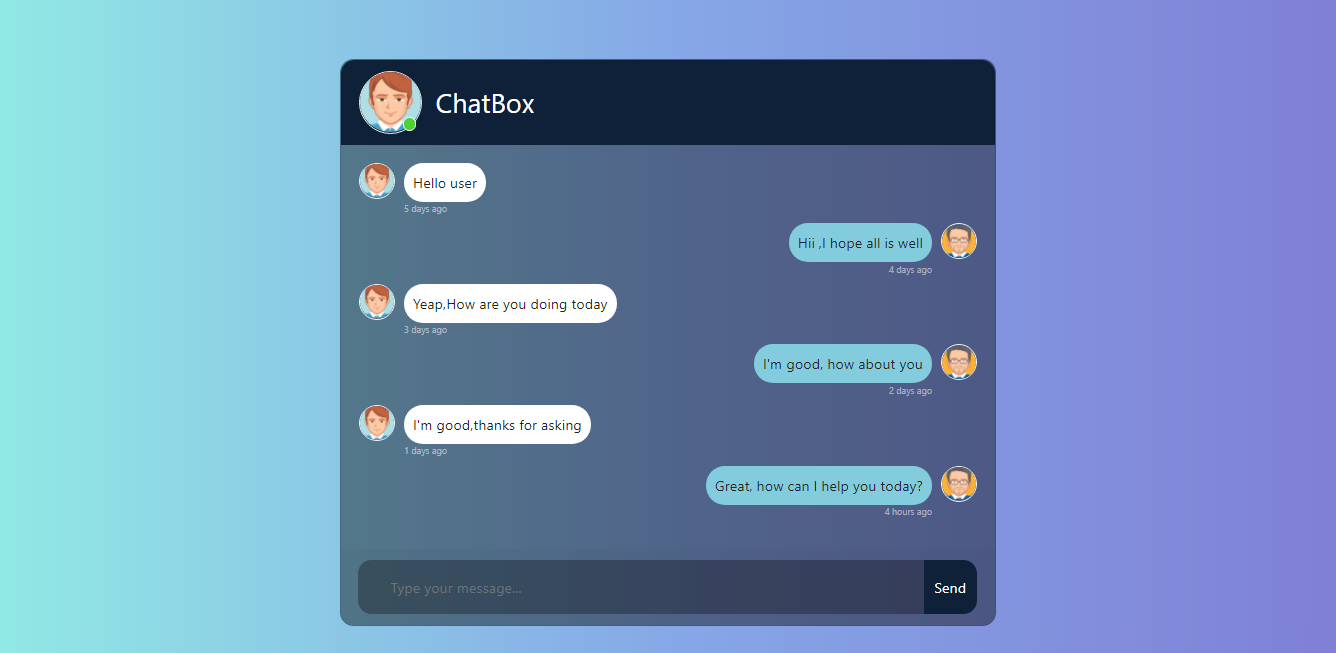 ChatBox
Hello user
5 days ago
Hii ,I hope all is well
4 days ago
Yeap,How are you doing today
3 days ago
I'm good, how about you
2 days ago
I'm good,thanks for asking
1 days ago
Great, how can I help you today?
4 hours ago
Type your message...
Send